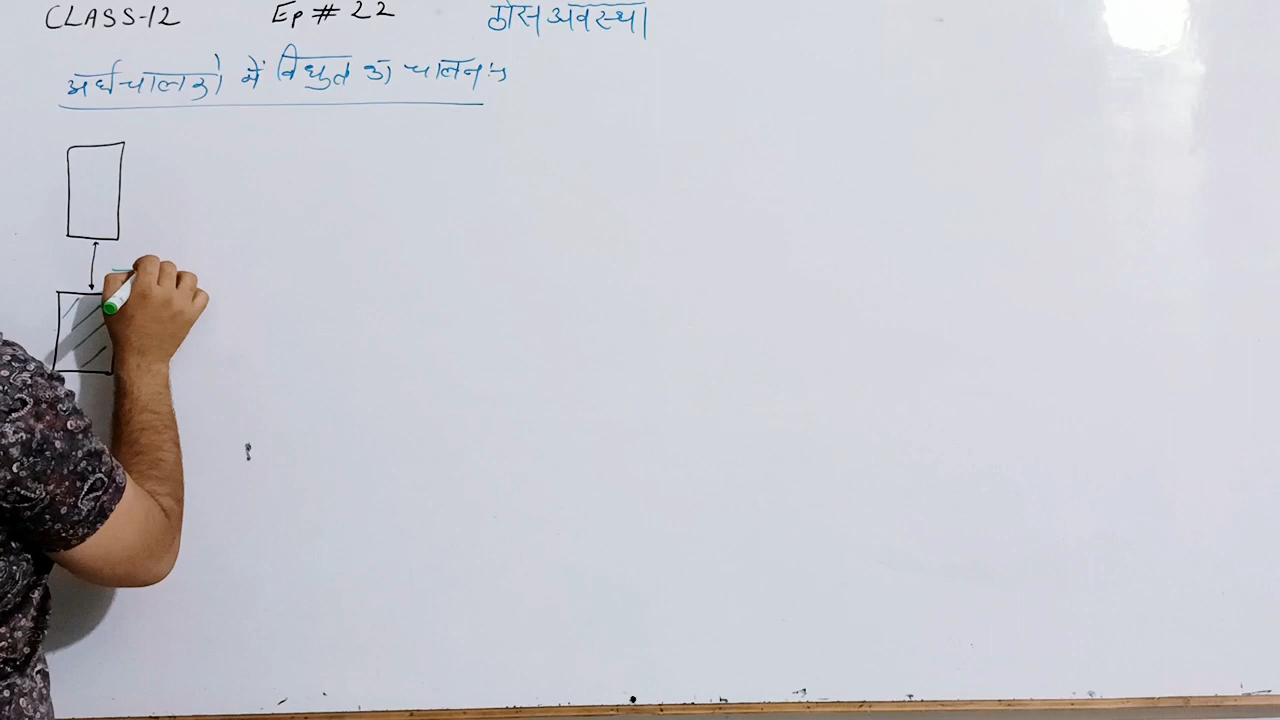 CLASS-12 Ep # 22 ठोस अवस्था
अर्धचालकों में विधुत का चालन :→